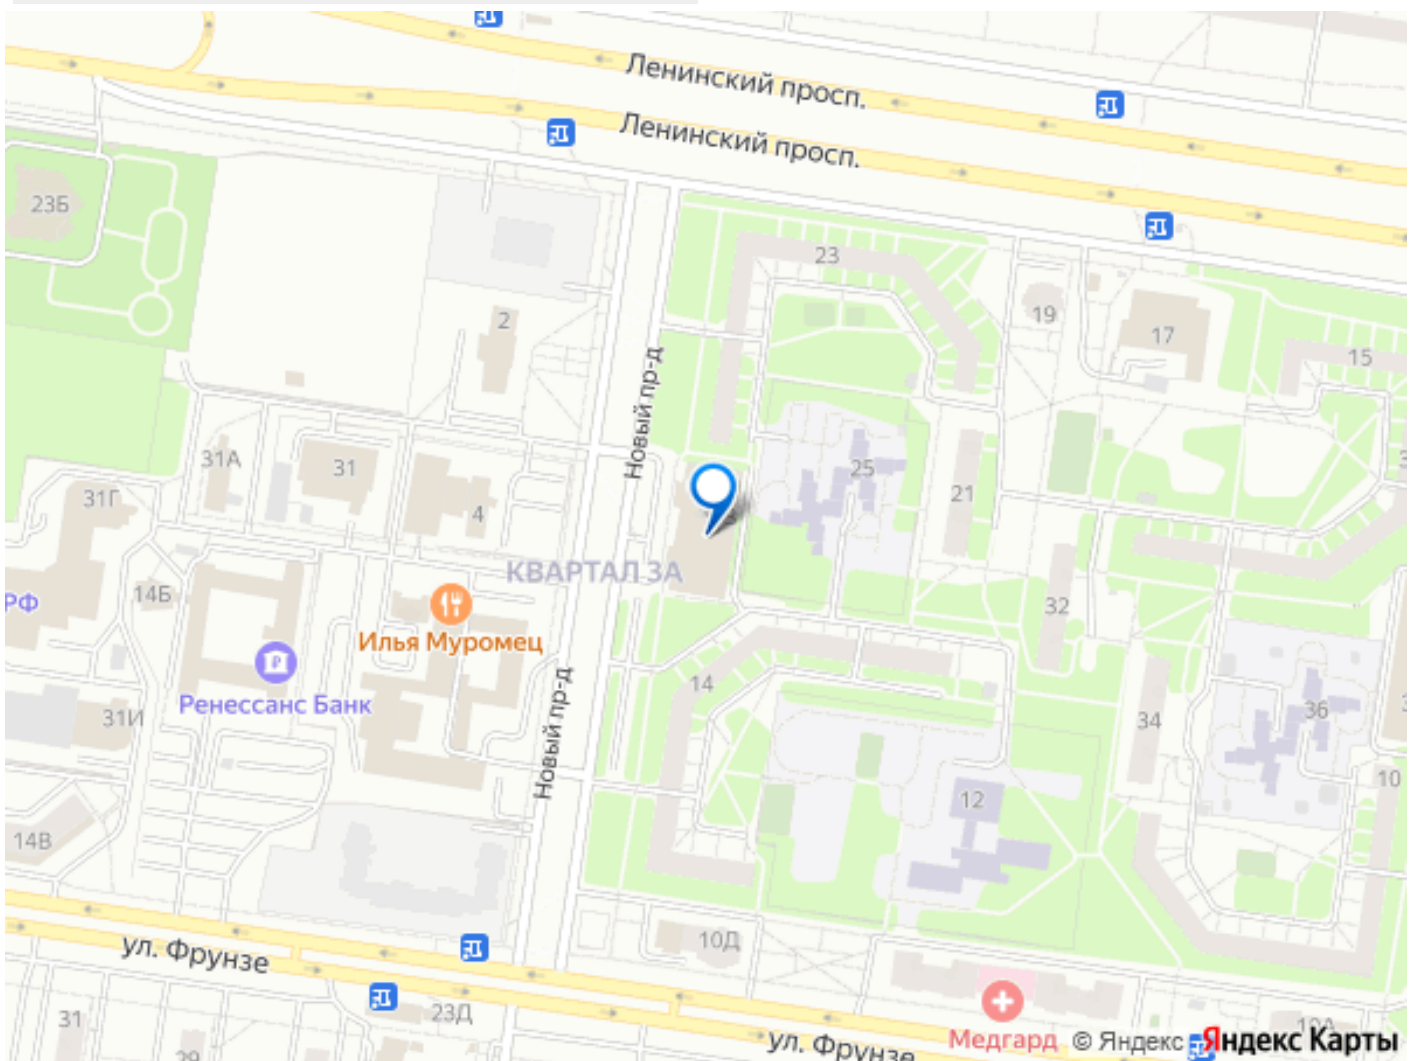 Ленинский просп.
Ленинский просп.
23Б
23
2
19
17
15
Новый пр-д
31А
31
25
31Г
4
21
КВАРТАЛ 3А
14Б
РФ
32
Илья Муромец
14
Ренессанс Банк
31И
34
36
Новый пр-д
10
12
14В
10Д
ул. Фрунзе
31
23Д
29
ул. Фрунзе
Медгард
10А
© Яндекс
Яндекс Карты